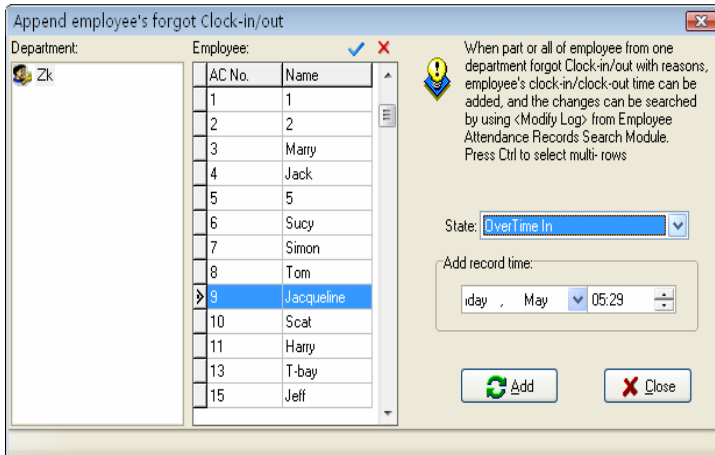 Append employee's forgot Clock-in/out
Department:
Zk
Employee:
AC No. Name
1 1
2 2
3 Marry
4 Jack
5 5
6 Sucy
7 Simon
8 Tom
9 Jacqueline
10 Scat
11 Harry
13 T-bay
15 Jeff
When part or all of employee from one
department forgot Clock-in/out with reasons,
employee's clock-in/clock-out time can be
added, and the changes can be searched
by using <Modify Log> from Employee
Attendance Records Search Module.
Press Ctrl to select multi- rows
State: OverTime In
Add record time:
day , May 05:29
Add
Close